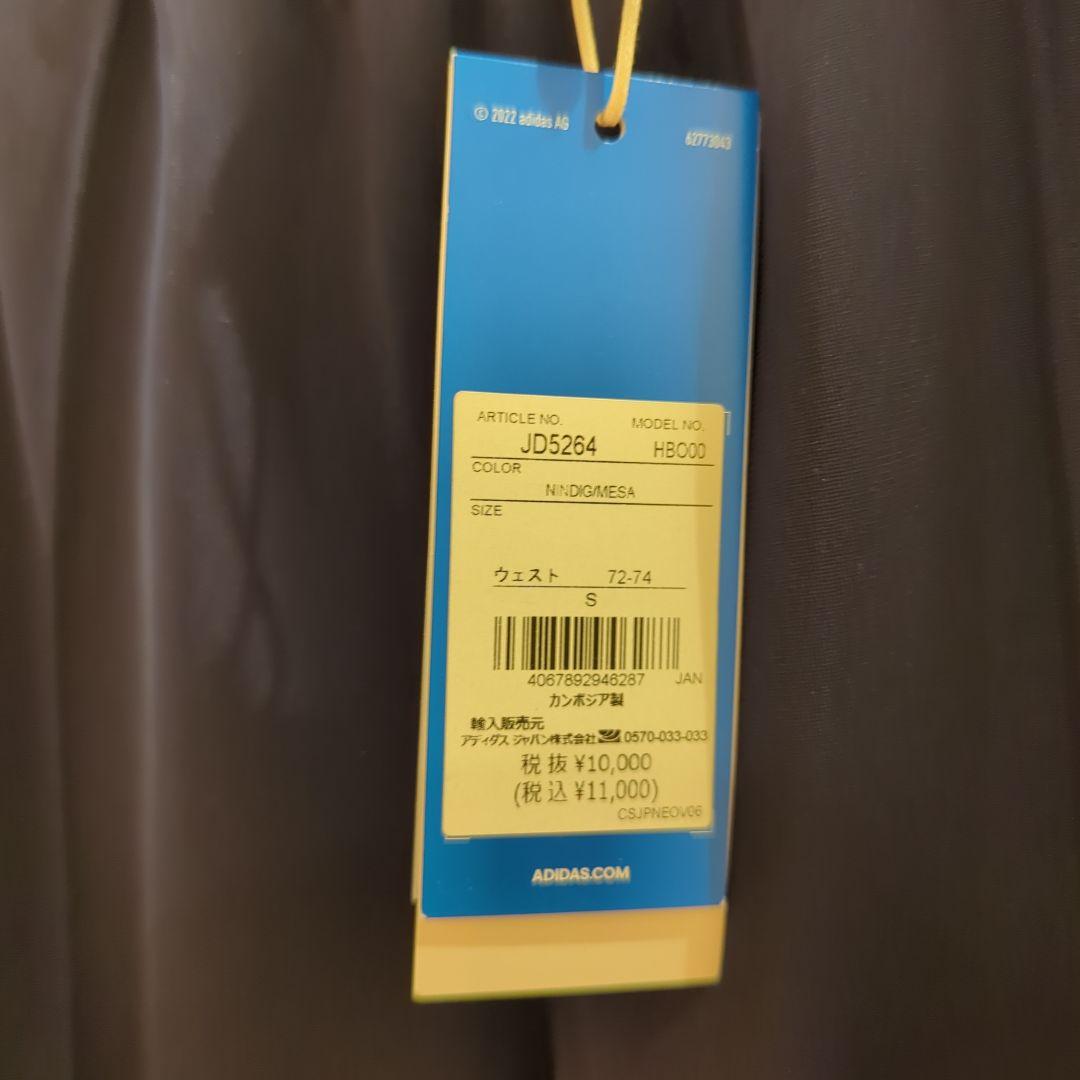 © 2022 adidas AG
62773043
ARTICLE NO. MODEL NO.
JD5264 HBO00
COLOR
NINDIG/MESA
SIZE
ウェスト 72-74
S
4067892946287 JAN
カンボジア製
輸入販売元
アディダス ジャパン株式会社 0570-033-033
税抜 ¥10,000
(税込 ¥11,000)
CSJPNEOV06
ADIDAS.COM